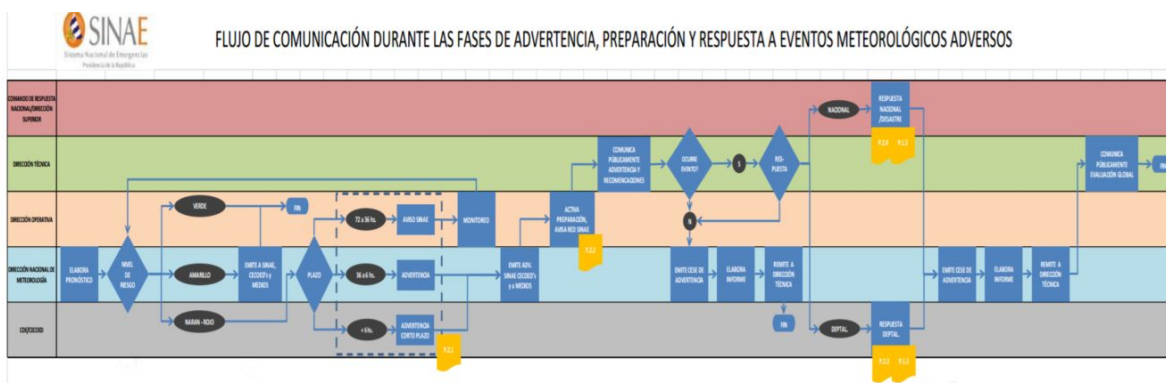 SINAE
Sistema Nacional de Emergencias
Presidencia de la República
FLUJO DE COMUNICACIÓN DURANTE LAS FASES DE ADVERTENCIA, PREPARACIÓN Y RESPUESTA A EVENTOS METEOROLÓGICOS ADVERSOS
COMANDO DE RESPUESTA
NACIONAL/DIRECCIÓN
SUPERIOR
NACIONAL
RESPUESTA
NACIONAL
/DESASTRE
DIRECCIÓN TÉCNICA
COMUNICA
PÚBLICAMENTE
ADVERTENCIA Y
RECOMENCIONES
OCURRE
EVENTO?
S
RES-
PUESTA
COMUNICA
PÚBLICAMENTE
EVALUACIÓN GLOBAL
DIRECCIÓN OPERATIVA
VERDE
FIN
72 a 36 hs.
AVISO SINAE
MONITOREO
ACTIVA
PREPARACIÓN,
AVISA RED SINAE
P.2.2
N
DIRECCIÓN NACIONAL DE
METEOROLOGÍA
ELABORA
PRONÓSTICO
NIVEL
DE
RIESGO
AMARILLO
EMITE A SINAE,
CECOED's y
MEDIOS
PLAZO
36 a 6 hs.
ADVERTENCIA
EMITE ADV.
SINAE CECOED's
y a MEDIOS
EMITE CESE DE
ADVERTENCIA
ELABORA
INFORME
REMITE A
DIRECCIÓN
TÉCNICA
FIN
EMITE CESE DE
ADVERTENCIA
ELABORA
INFORME
REMITE A
DIRECCIÓN
TÉCNICA
NARAN - ROJO
< 6 hs.
ADVERTENCIA
CORTO PLAZO
P.2.1
DEPTAL.
RESPUESTA
DEPTAL.